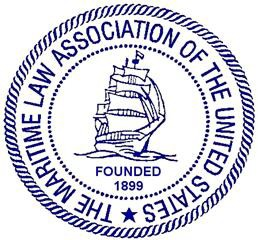 THE MARITIME LAW ASSOCIATION OF THE UNITED STATES
FOUNDED
1899